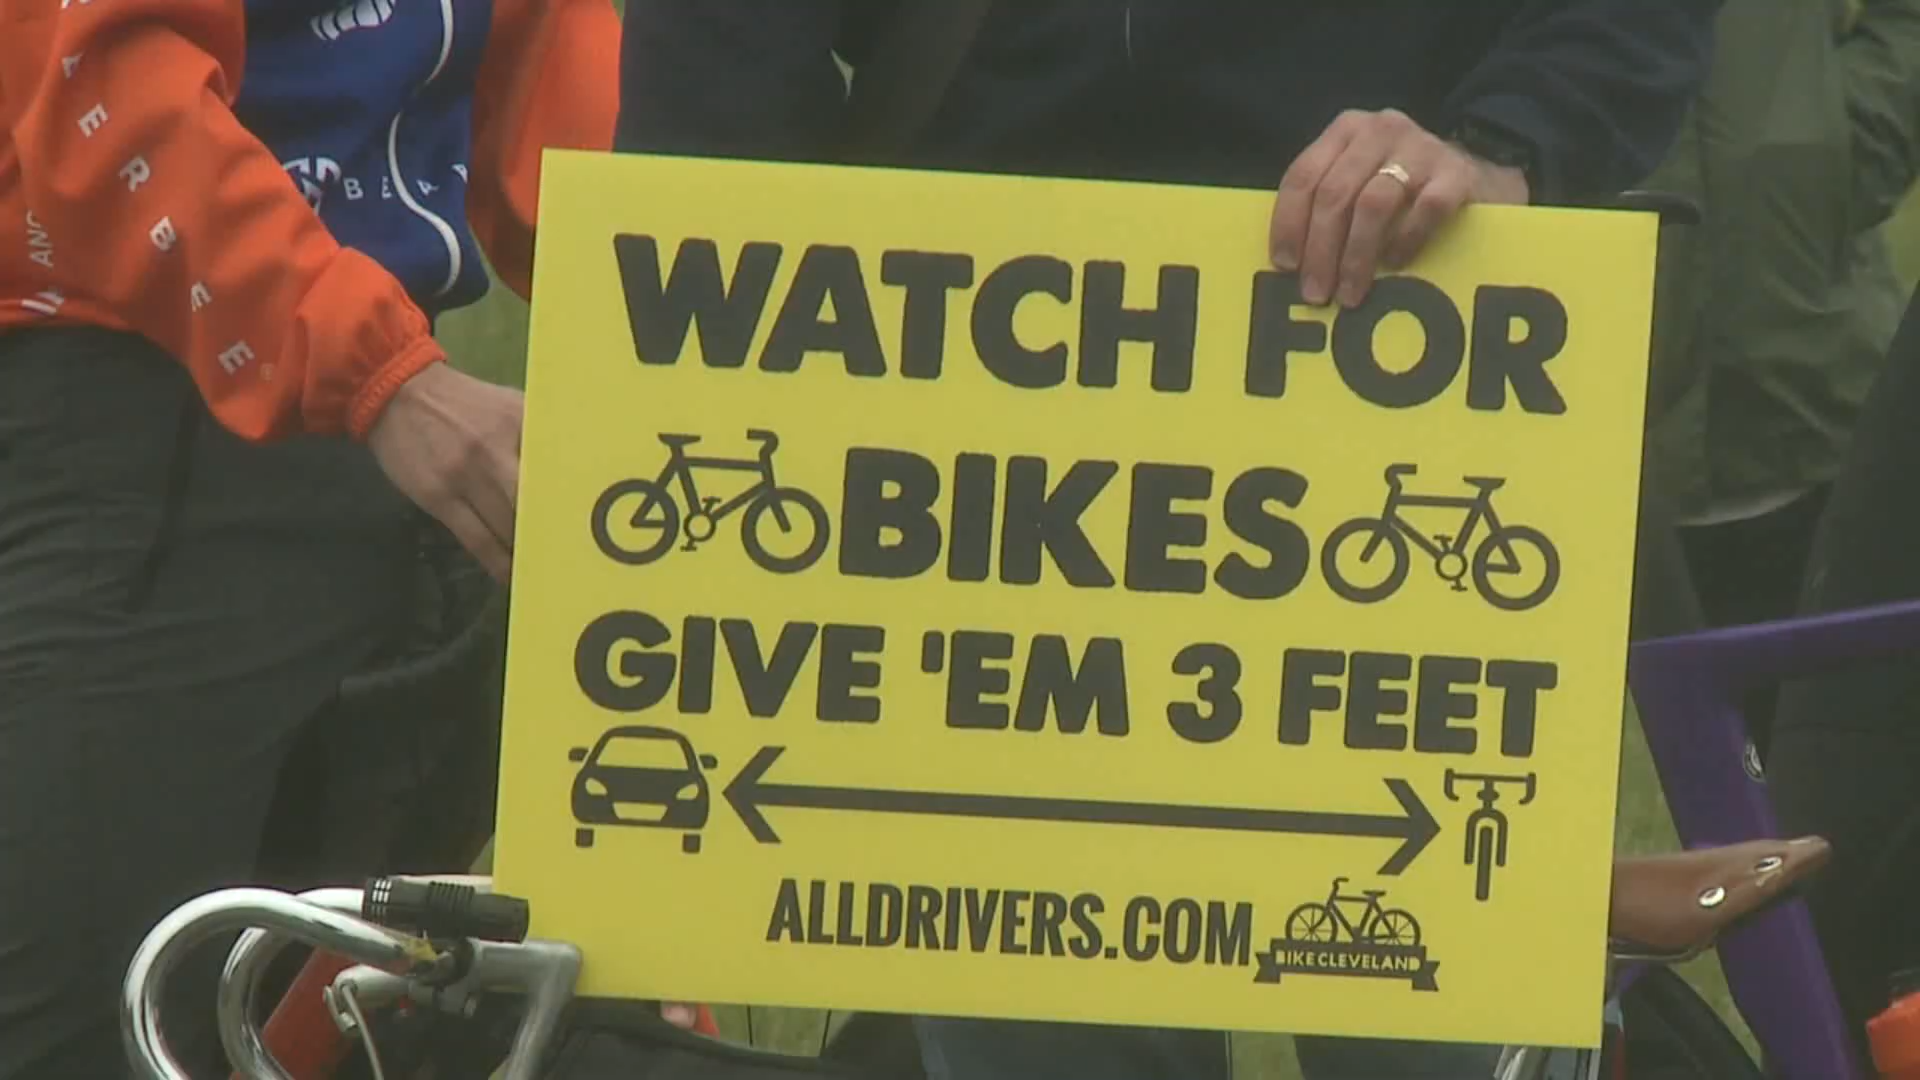 WATCH FOR
BIKES
GIVE 'EM 3 FEET
ALLDRIVERS.COM
BIKE CLEVELAND